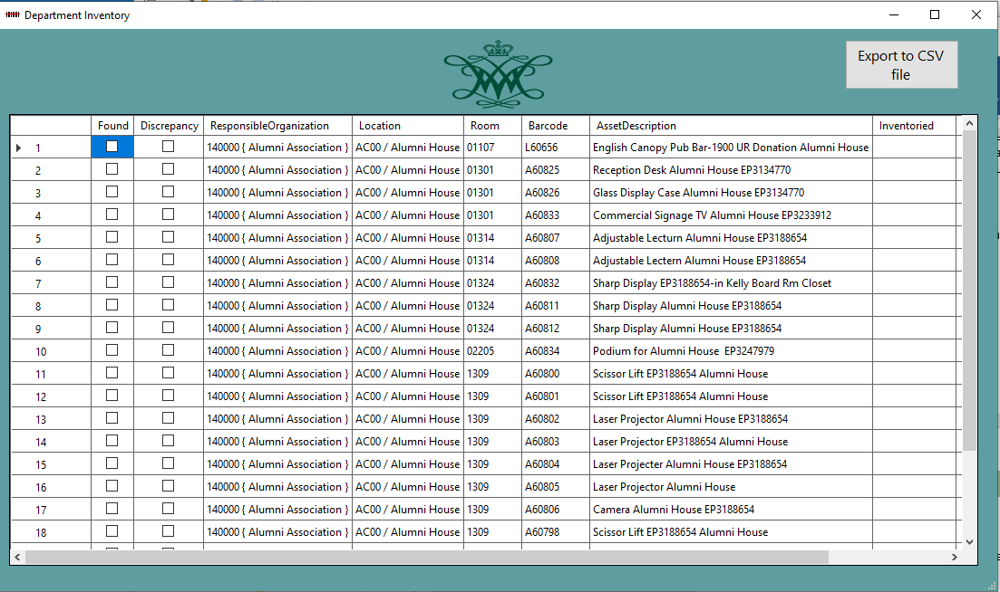 Department Inventory
Export to CSV
file
Found Discrepancy ResponsibleOrganization Location Room Barcode AssetDescription Inventoried
1 140000 { Alumni Association } AC00 / Alumni House 01107 L60656 English Canopy Pub Bar-1900 UR Donation Alumni House
2 140000 { Alumni Association } AC00 / Alumni House 01301 A60825 Reception Desk Alumni House EP3134770
3 140000 { Alumni Association } AC00 / Alumni House 01301 A60826 Glass Display Case Alumni House EP3134770
4 140000 { Alumni Association } AC00 / Alumni House 01301 A60833 Commercial Signage TV Alumni House EP3233912
5 140000 { Alumni Association } AC00 / Alumni House 01314 A60807 Adjustable Lecturn Alumni House EP3188654
6 140000 { Alumni Association } AC00 / Alumni House 01314 A60808 Adjustable Lectern Alumni House EP3188654
7 140000 { Alumni Association } AC00 / Alumni House 01324 A60832 Sharp Display EP3188654-in Kelly Board Rm Closet
8 140000 { Alumni Association } AC00 / Alumni House 01324 A60811 Sharp Display Alumni House EP3188654
9 140000 { Alumni Association } AC00 / Alumni House 01324 A60812 Sharp Display Alumni House EP3188654
10 140000 { Alumni Association } AC00 / Alumni House 02205 A60834 Podium for Alumni House EP3247979
11 140000 { Alumni Association } AC00 / Alumni House 1309 A60800 Scissor Lift EP3188654 Alumni House
12 140000 { Alumni Association } AC00 / Alumni House 1309 A60801 Scissor Lift EP3188654 Alumni House
13 140000 { Alumni Association } AC00 / Alumni House 1309 A60802 Laser Projector Alumni House EP3188654
14 140000 { Alumni Association } AC00 / Alumni House 1309 A60803 Laser Projector EP3188654 Alumni House
15 140000 { Alumni Association } AC00 / Alumni House 1309 A60804 Laser Projecter Alumni House EP3188654
16 140000 { Alumni Association } AC00 / Alumni House 1309 A60805 Laser Projector Alumni House
17 140000 { Alumni Association } AC00 / Alumni House 1309 A60806 Camera Alumni House EP3188654
18 140000 { Alumni Association } AC00 / Alumni House 1309 A60798 Scissor Lift EP3188654 Alumni House